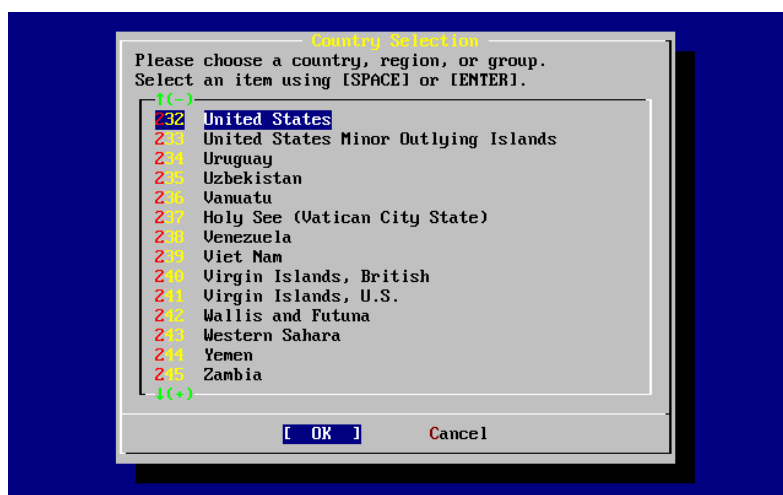 Country Selection
Please choose a country, region, or group.
Select an item using [SPACE] or [ENTER].
↑(-)
232 United States
233 United States Minor Outlying Islands
234 Uruguay
235 Uzbekistan
236 Vanuatu
237 Holy See (Vatican City State)
238 Venezuela
239 Viet Nam
240 Virgin Islands, British
241 Virgin Islands, U.S.
242 Wallis and Futuna
243 Western Sahara
244 Yemen
245 Zambia
↓(+)
[ OK ] Cancel